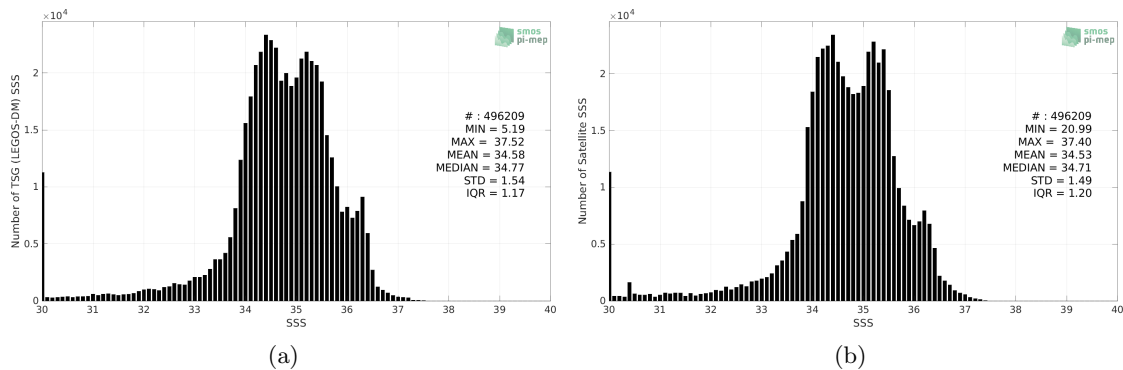 ×10⁴
smos
pi-mep
2
1.5
1
0.5
0
Number of TSG (LEGOS-DM) SSS
# : 496209
MIN = 5.19
MAX = 37.52
MEAN = 34.58
MEDIAN = 34.77
STD = 1.54
IQR = 1.17
30 31 32 33 34 35 36 37 38 39 40
SSS
(a)
×10⁴
smos
pi-mep
2
1.5
1
0.5
0
Number of Satellite SSS
# : 496209
MIN = 20.99
MAX = 37.40
MEAN = 34.53
MEDIAN = 34.71
STD = 1.49
IQR = 1.20
30 31 32 33 34 35 36 37 38 39 40
SSS
(b)